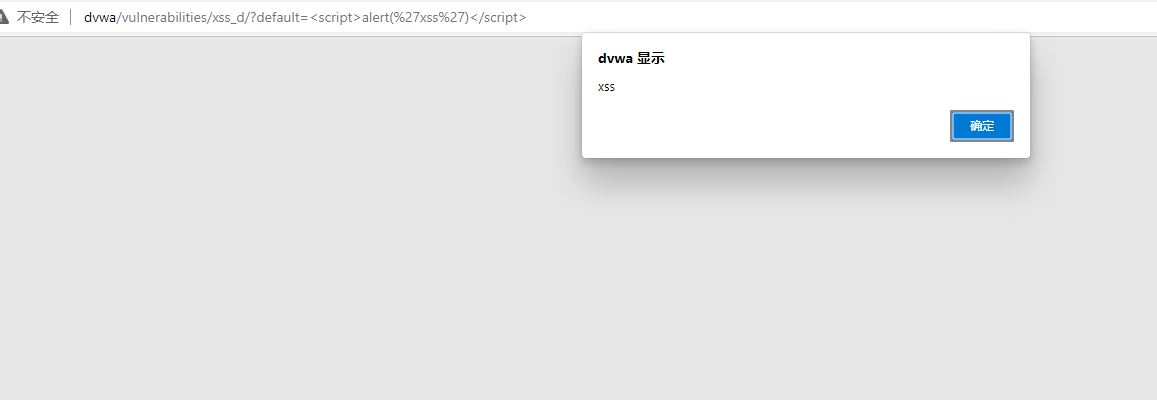 不安全 dvwa/vulnerabilities/xss_d/?default=<script>alert(%27xss%27)</script>
dvwa 显示
xss
确定